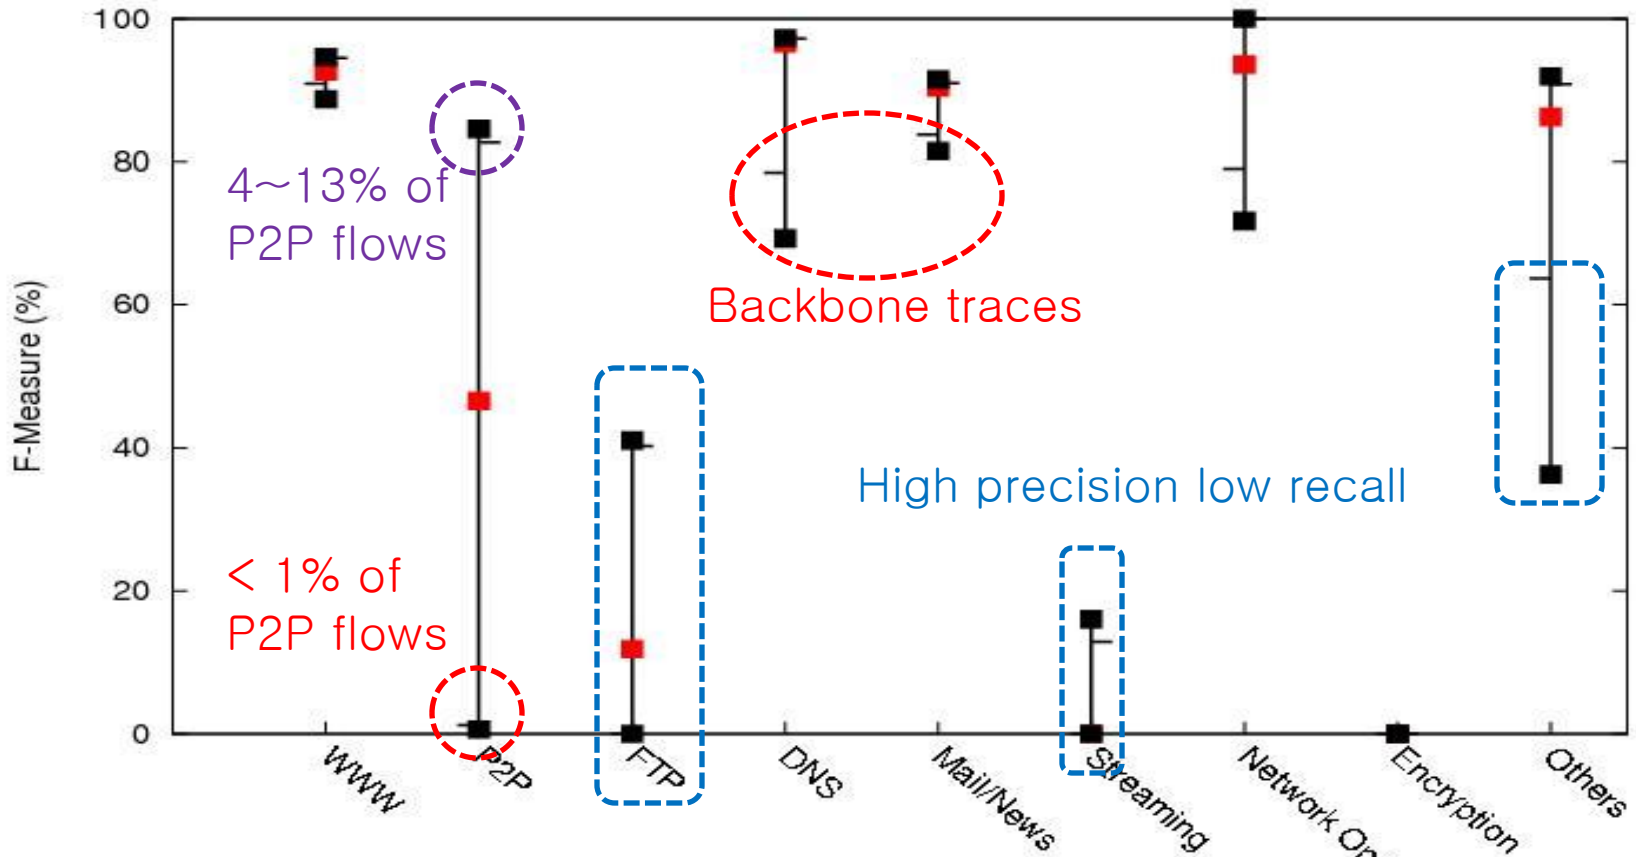 100
80
60
40
20
0
F-Measure (%)
4~13% of
P2P flows
< 1% of
P2P flows
Backbone traces
High precision low recall
WWW
P2P
FTP
DNS
Mail/News
Streaming
Network Op
Encryption
Others